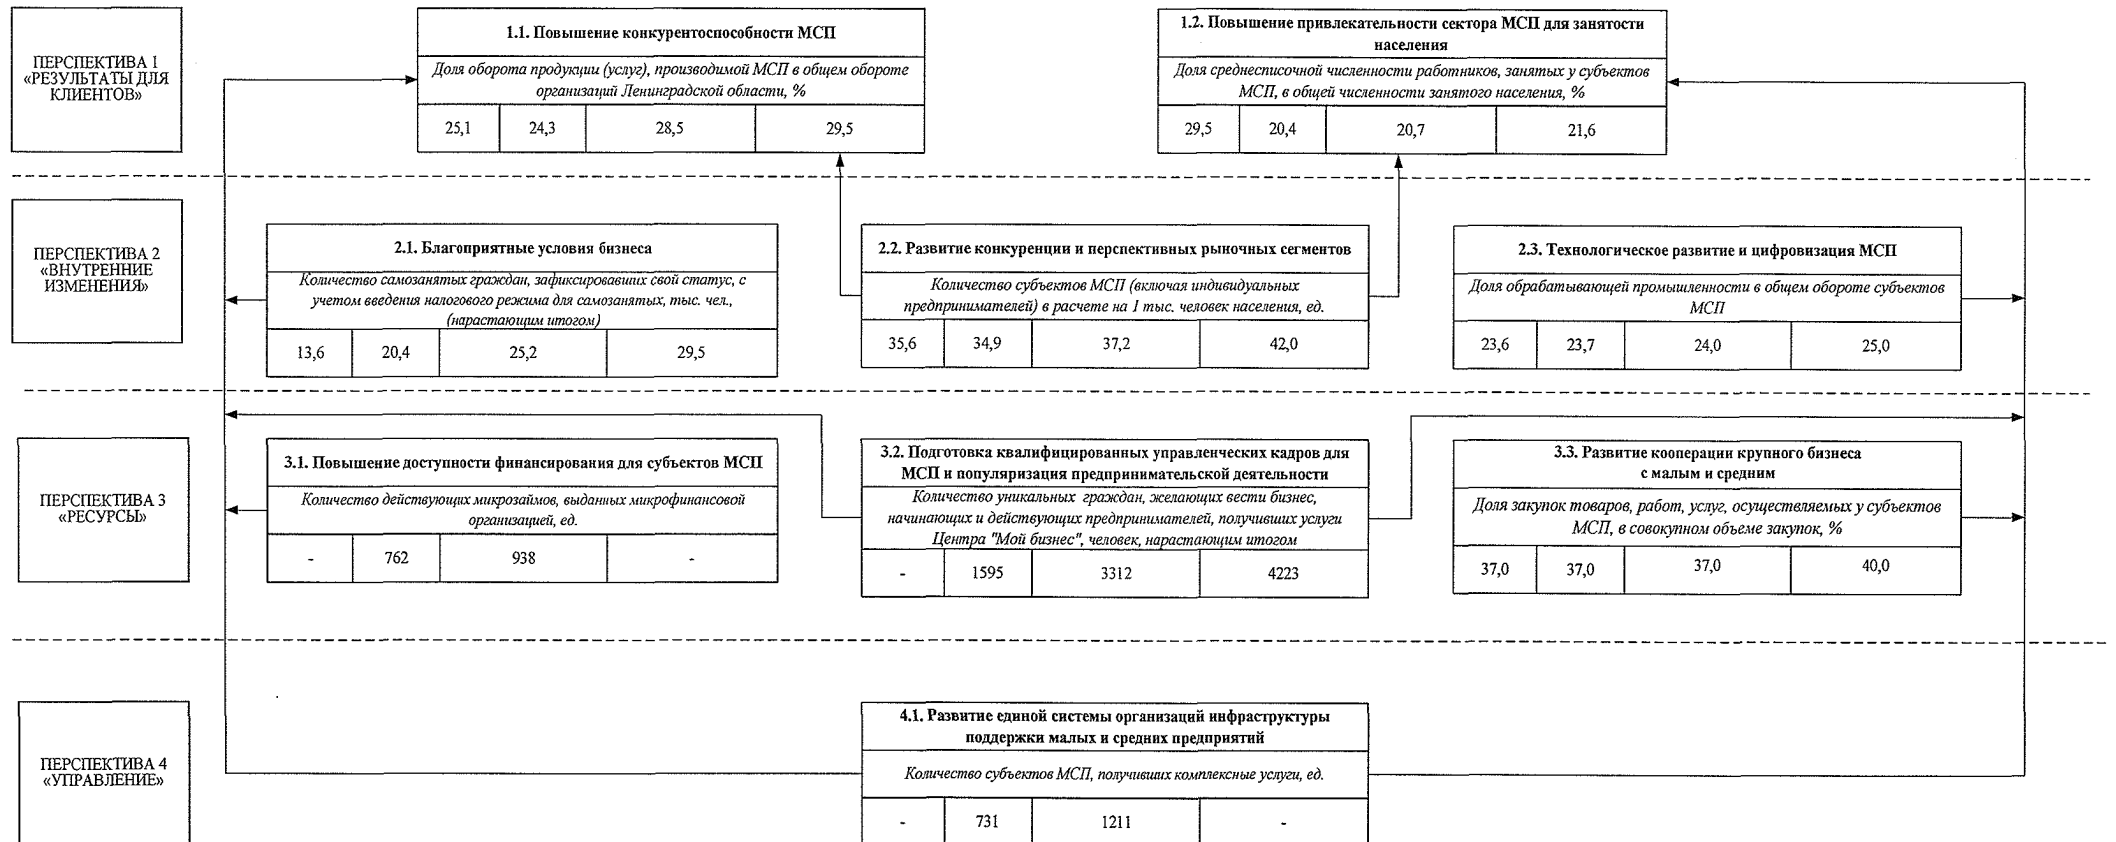 ПЕРСПЕКТИВА 1
«РЕЗУЛЬТАТЫ ДЛЯ
КЛИЕНТОВ»
1.1. Повышение конкурентоспособности МСП
Доля оборота продукции (услуг), производимой МСП в общем обороте
организаций Ленинградской области, %
25,1 24,3 28,5 29,5
1.2. Повышение привлекательности сектора МСП для занятости
населения
Доля среднесписочной численности работников, занятых у субъектов
МСП, в общей численности занятого населения, %
29,5 20,4 20,7 21,6
ПЕРСПЕКТИВА 2
«ВНУТРЕННИЕ
ИЗМЕНЕНИЯ»
2.1. Благоприятные условия бизнеса
Количество самозанятых граждан, зафиксировавших свой статус, с
учетом введения налогового режима для самозанятых, тыс. чел.,
(нарастающим итогом)
13,6 20,4 25,2 29,5
2.2. Развитие конкуренции и перспективных рыночных сегментов
Количество субъектов МСП (включая индивидуальных
предпринимателей) в расчете на 1 тыс. человек населения, ед.
35,6 34,9 37,2 42,0
2.3. Технологическое развитие и цифровизация МСП
Доля обрабатывающей промышленности в общем обороте субъектов
МСП
23,6 23,7 24,0 25,0
ПЕРСПЕКТИВА 3
«РЕСУРСЫ»
3.1. Повышение доступности финансирования для субъектов МСП
Количество действующих микрозаймов, выданных микрофинансовой
организацией, ед.
- 762 938 -
3.2. Подготовка квалифицированных управленческих кадров для
МСП и популяризация предпринимательской деятельности
Количество уникальных граждан, желающих вести бизнес,
начинающих и действующих предпринимателей, получивших услуги
Центра "Мой бизнес", человек, нарастающим итогом
- 1595 3312 4223
3.3. Развитие кооперации крупного бизнеса
с малым и средним
Доля закупок товаров, работ, услуг, осуществляемых у субъектов
МСП, в совокупном объеме закупок, %
37,0 37,0 37,0 40,0
ПЕРСПЕКТИВА 4
«УПРАВЛЕНИЕ»
4.1. Развитие единой системы организаций инфраструктуры
поддержки малых и средних предприятий
Количество субъектов МСП, получивших комплексные услуги, ед.
- 731 1211 -